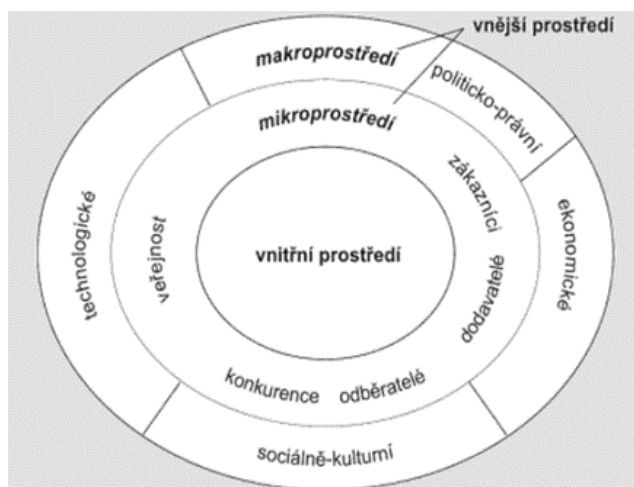 vnější prostředí
makroprostředí
politicko-právní
mikroprostředí
zákazníci
ekonomické
technologické
veřejnost
vnitřní prostředí
dodavatelé
konkurence
odběratelé
sociálně-kulturní